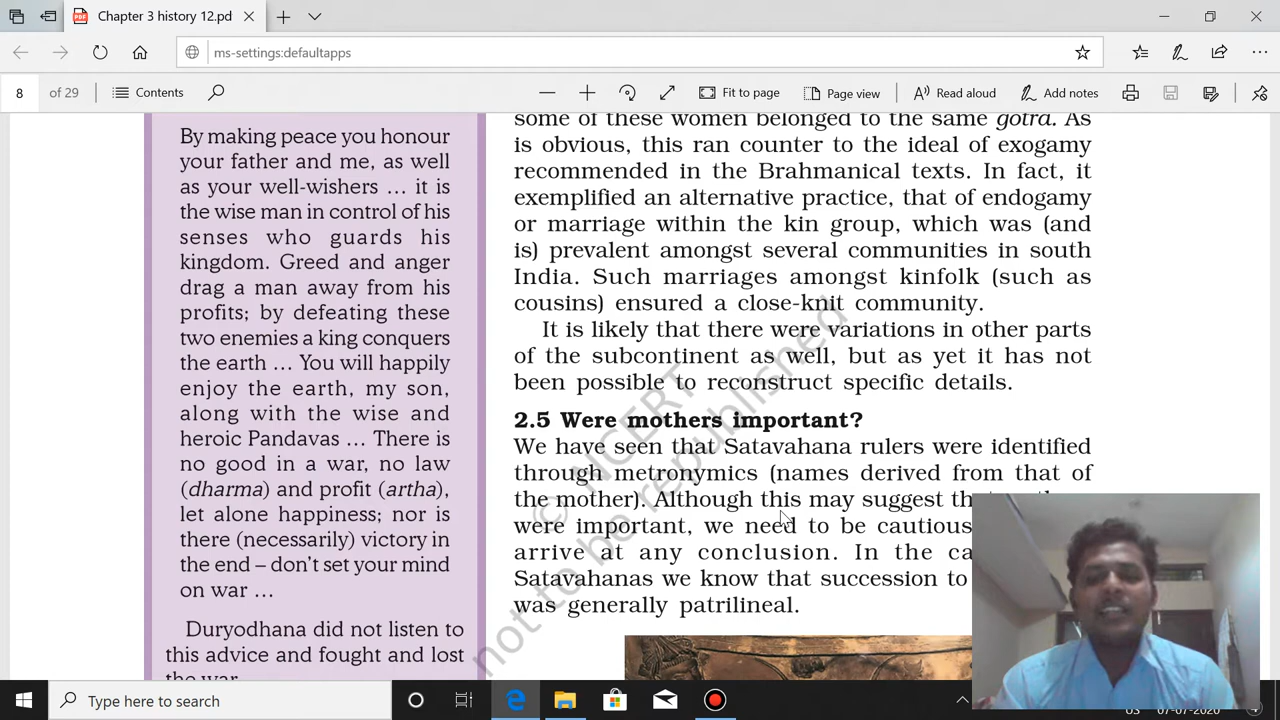 Chapter 3 history 12.pd
ms-settings:defaultapps
8 of 29 Contents Fit to page Page view Read aloud Add notes
By making peace you honour
your father and me, as well
as your well-wishers … it is
the wise man in control of his
senses who guards his
kingdom. Greed and anger
drag a man away from his
profits; by defeating these
two enemies a king conquers
the earth … You will happily
enjoy the earth, my son,
along with the wise and
heroic Pandavas … There is
no good in a war, no law
(dharma) and profit (artha),
let alone happiness; nor is
there (necessarily) victory in
the end – don't set your mind
on war …
Duryodhana did not listen to
this advice and fought and lost
the war.
some of these women belonged to the same gotra. As
is obvious, this ran counter to the ideal of exogamy
recommended in the Brahmanical texts. In fact, it
exemplified an alternative practice, that of endogamy
or marriage within the kin group, which was (and
is) prevalent amongst several communities in south
India. Such marriages amongst kinfolk (such as
cousins) ensured a close-knit community.
It is likely that there were variations in other parts
of the subcontinent as well, but as yet it has not
been possible to reconstruct specific details.
2.5 Were mothers important?
We have seen that Satavahana rulers were identified
through metronymics (names derived from that of
the mother). Although this may suggest
were important, we need to be cautious
arrive at any conclusion. In the
Satavahanas we know that succession to
was generally patrilineal.
© NCERT
not to be republished
Type here to search
US 07-07-2020